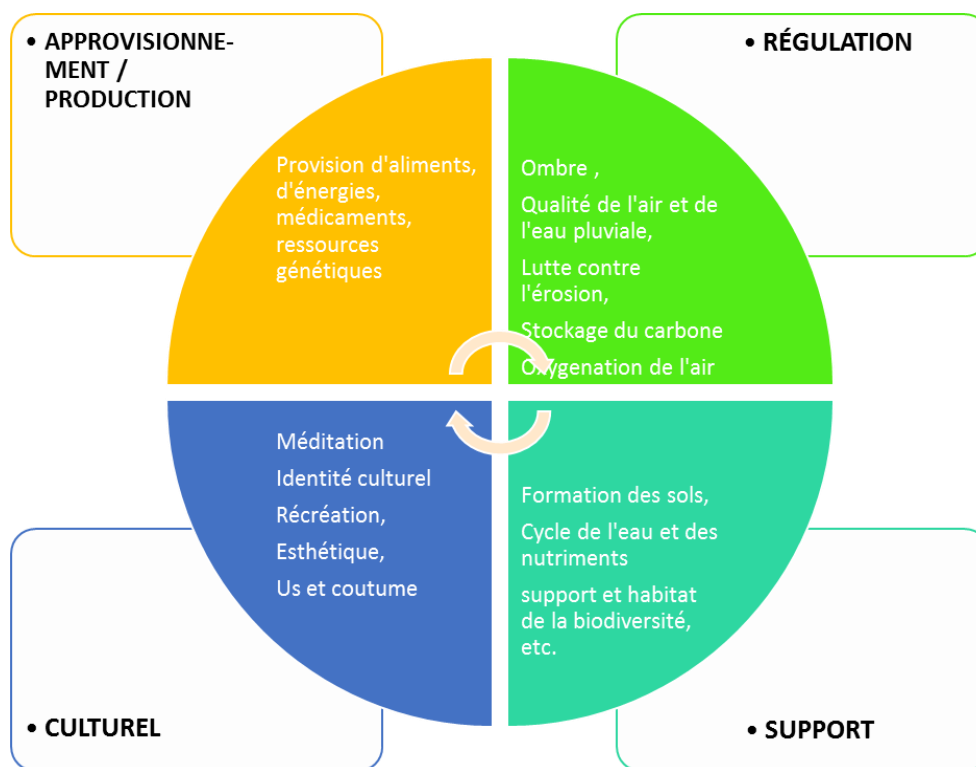 • APPROVISIONNE-
MENT /
PRODUCTION
Provision d'aliments,
d'énergies,
médicaments,
ressources
génétiques
• RÉGULATION
Ombre ,
Qualité de l'air et de
l'eau pluviale,
Lutte contre
l'érosion,
Stockage du carbone
Oxygenation de l'air
Méditation
Identité culturel
Récréation,
Esthétique,
Us et coutume
• CULTUREL
Formation des sols,
Cycle de l'eau et des
nutriments
support et habitat
de la biodiversité,
etc.
• SUPPORT